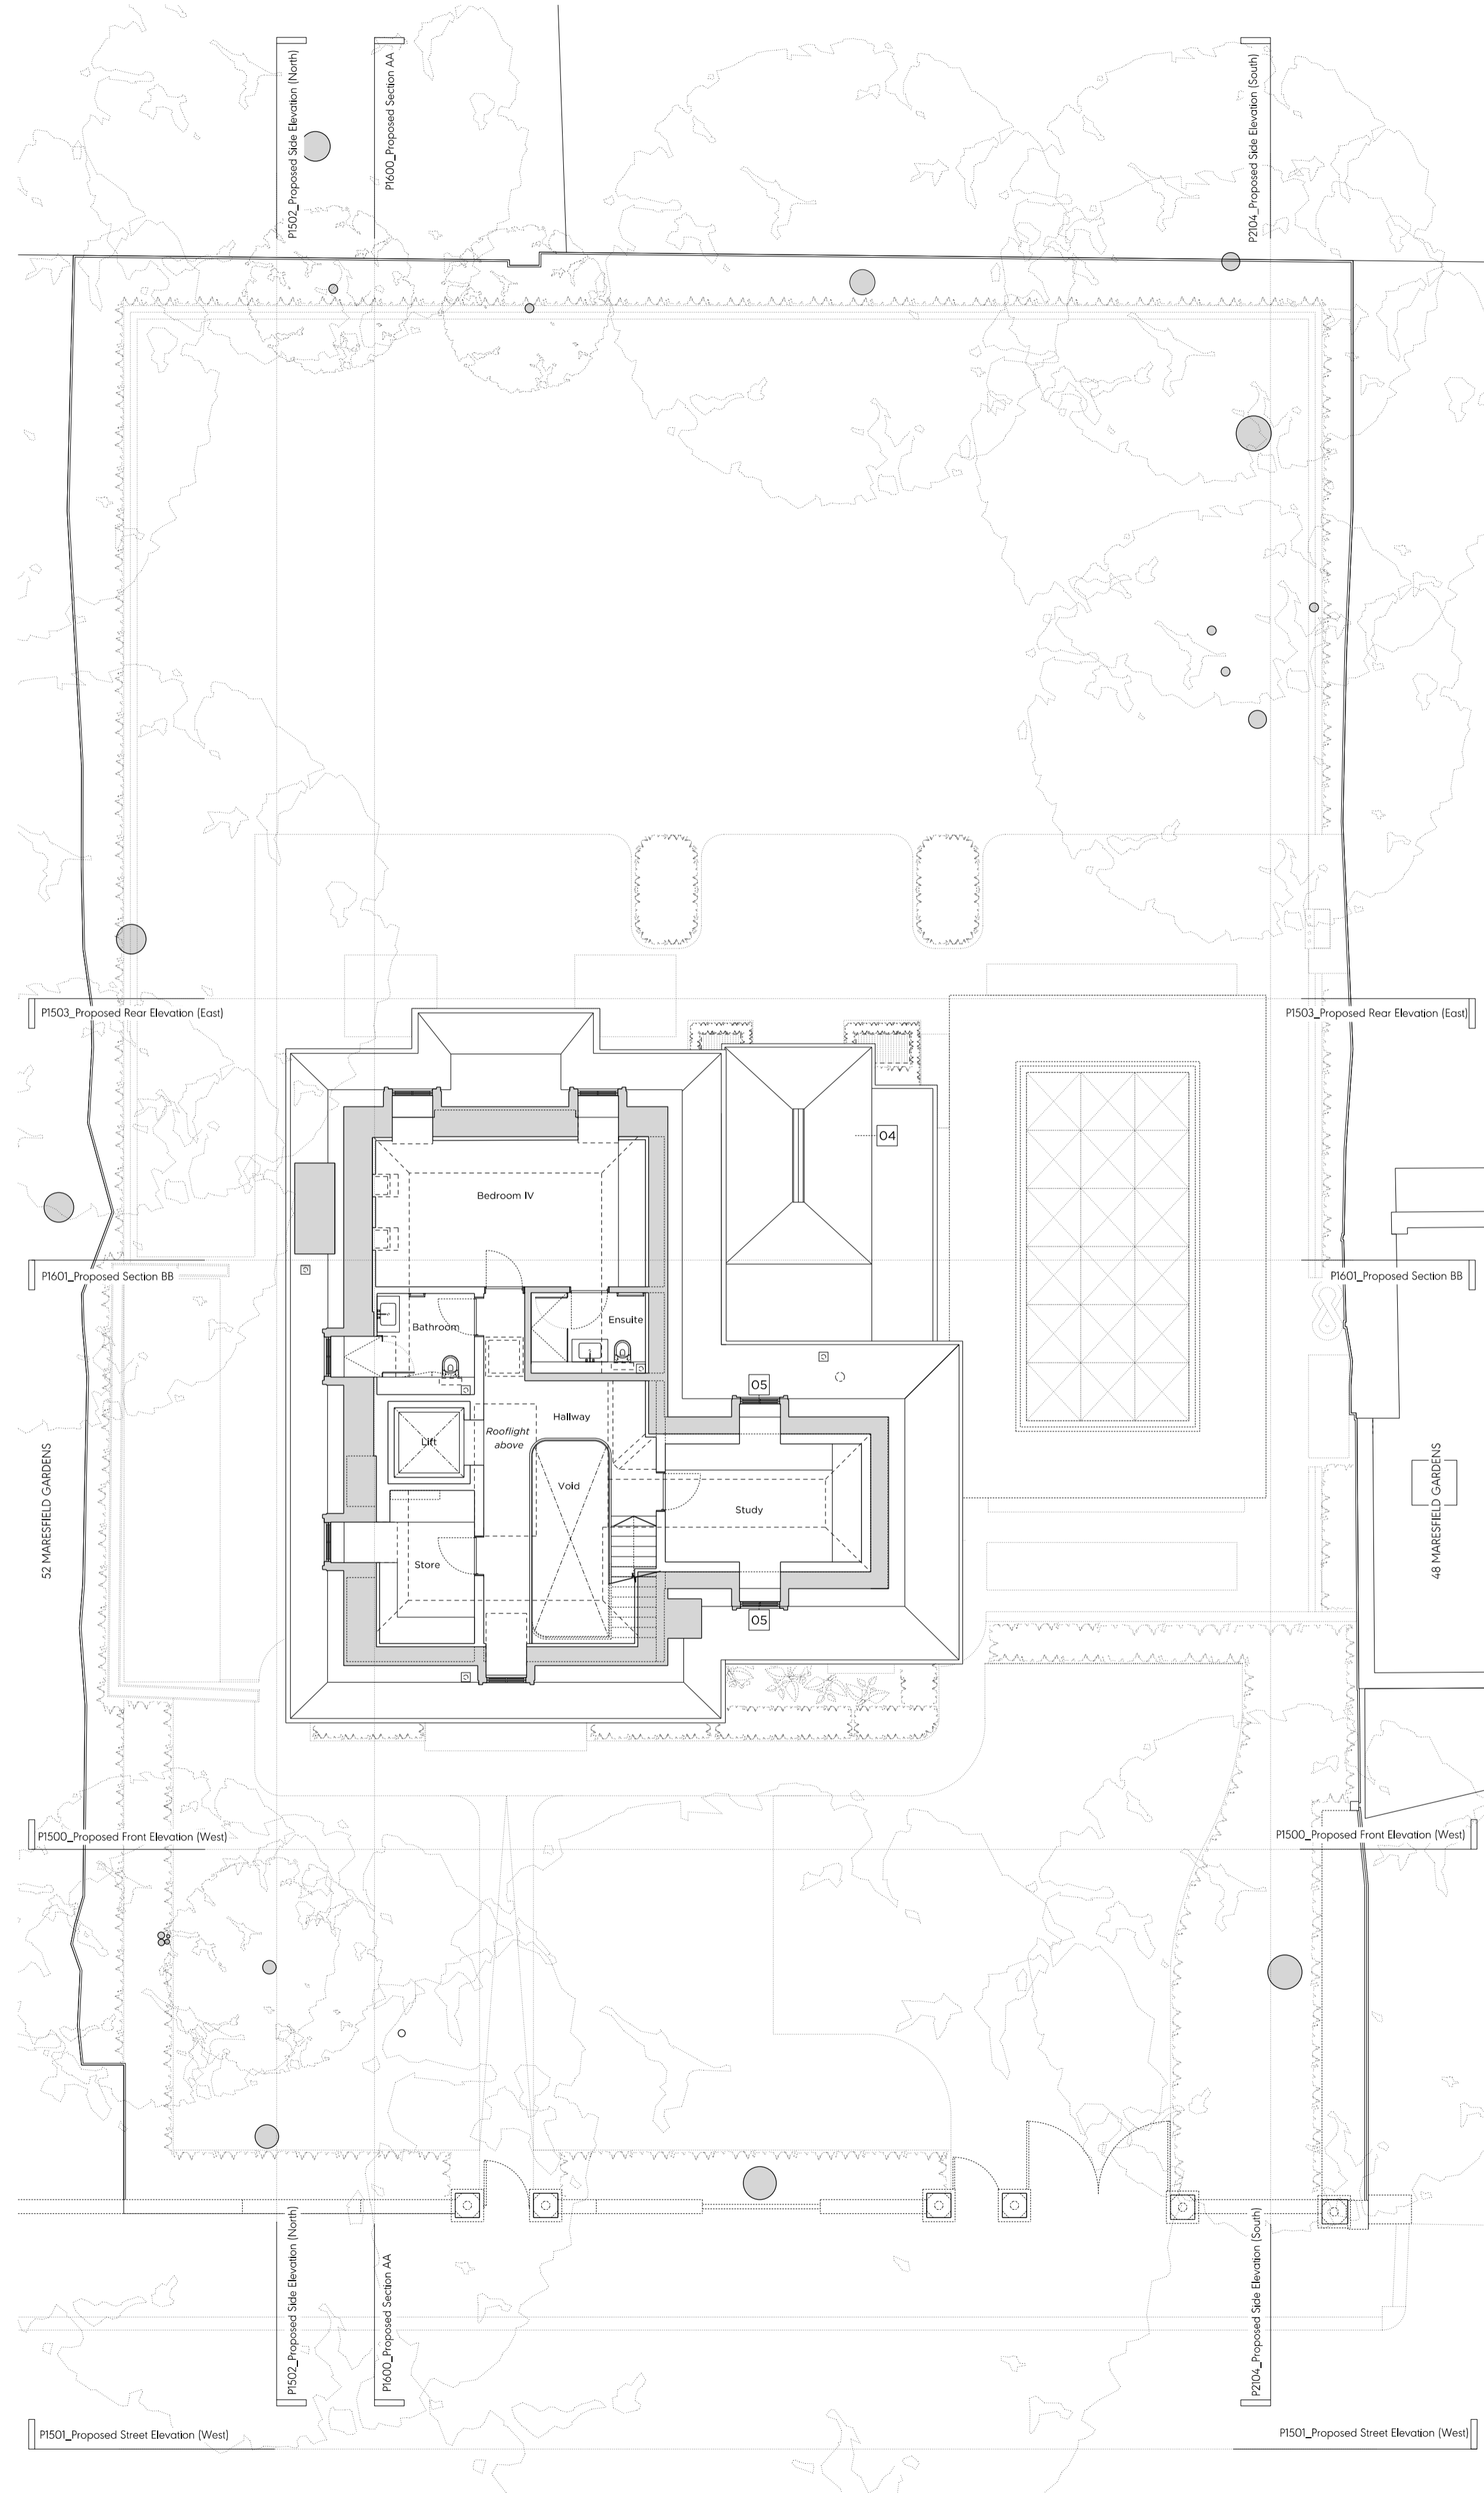 P1502_Proposed Side Elevation (North)
P1600_Proposed Section AA
P2104_Proposed Side Elevation (South)
P1503_Proposed Rear Elevation (East)
P1503_Proposed Rear Elevation (East)
04
Bedroom IV
P1601_Proposed Section BB
P1601_Proposed Section BB
Bathroom
Ensuite
05
Hallway
Rooflight
above
Lift
Void
Study
Store
05
52 MARESFIELD GARDENS
48 MARESFIELD GARDENS
P1500_Proposed Front Elevation (West)
P1500_Proposed Front Elevation (West)
P1502_Proposed Side Elevation (North)
P1600_Proposed Section AA
P2104_Proposed Side Elevation (South)
P1501_Proposed Street Elevation (West)
P1501_Proposed Street Elevation (West)